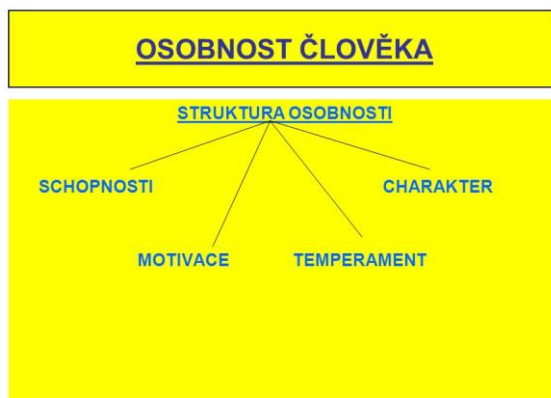 OSOBNOST ČLOVĚKA
STRUKTURA OSOBNOSTI
SCHOPNOSTI
CHARAKTER
MOTIVACE
TEMPERAMENT